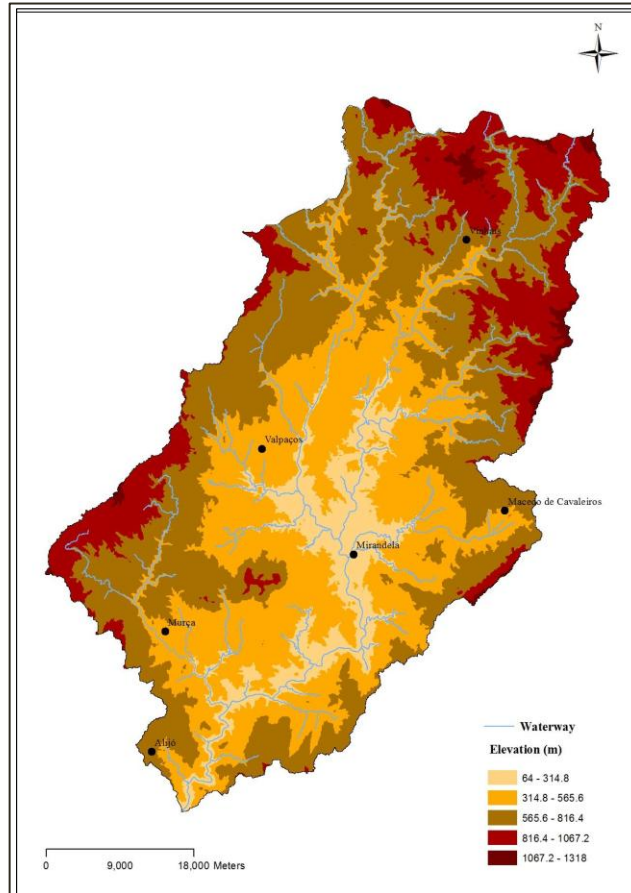 N
Vinhais
Valpaços
Macedo de Cavaleiros
Mirandela
Murça
Alijó
Waterway
Elevation (m)
64 - 314.8
314.8 - 565.6
565.6 - 816.4
816.4 - 1067.2
1067.2 - 1318
0 9,000 18,000 Meters